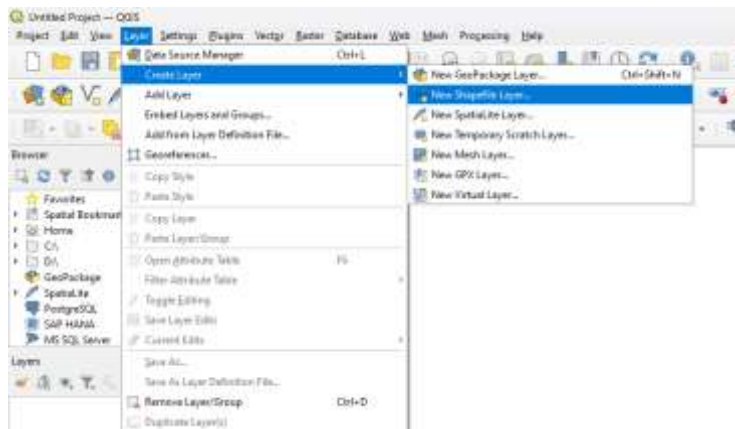 Untitled Project — QGIS
Project Edit View Layer Settings Plugins Vector Raster Database Web Mesh Processing Help
Data Source Manager Ctrl+L
Create Layer
New GeoPackage Layer... Ctrl+Shift+N
Add Layer
New Shapefile Layer...
Embed Layers and Groups...
New SpatiaLite Layer...
Add from Layer Definition File...
New Temporary Scratch Layer...
Georeferencer...
New Mesh Layer...
Copy Style
New GPX Layer...
Paste Style
New Virtual Layer...
Copy Layer
Paste Layer/Group
Open Attribute Table F6
Filter Attribute Table
Toggle Editing
Save Layer Edits
Current Edits
Save As...
Save As Layer Definition File...
Remove Layer/Group Ctrl+D
Duplicate Layer(s)
Browser
Favorites
Spatial Bookmar
Home
C:\
D:\
GeoPackage
SpatiaLite
PostgreSQL
SAP HANA
MS SQL Server
Layers